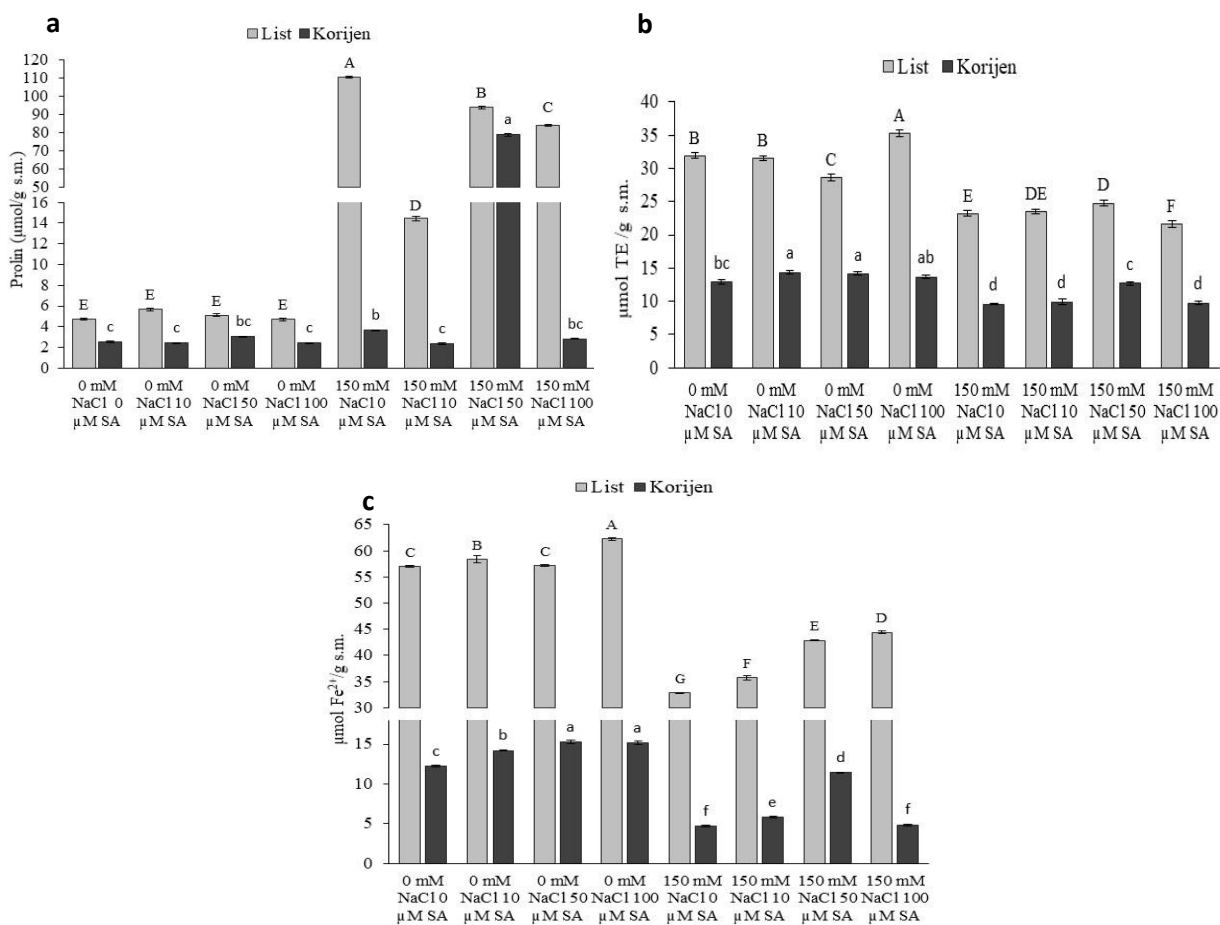 a
List Korijen
Prolin (µmol/g s.m.)
120
110
100
90
80
70
60
50
16
14
12
10
8
6
4
2
0
E c E c E bc E c A b D c B a C bc
0 mM 0 mM 0 mM 0 mM 150 mM 150 mM 150 mM 150 mM
NaCl 0 NaCl 10 NaCl 50 NaCl 100 NaCl 0 NaCl 10 NaCl 50 NaCl 100
µM SA µM SA µM SA µM SA µM SA µM SA µM SA µM SA
b
List Korijen
µmol TE /g s.m.
40
35
30
25
20
15
10
5
0
B bc B a C a A ab E d DE d D c F d
0 mM 0 mM 0 mM 0 mM 150 mM 150 mM 150 mM 150 mM
NaCl 0 NaCl 10 NaCl 50 NaCl 100 NaCl 0 NaCl 10 NaCl 50 NaCl 100
µM SA µM SA µM SA µM SA µM SA µM SA µM SA µM SA
c
List Korijen
µmol Fe²⁺/g s.m.
65
60
55
50
45
40
35
30
20
15
10
5
0
C c B b C a A a G f F e E d D f
0 mM 0 mM 0 mM 0 mM 150 mM 150 mM 150 mM 150 mM
NaCl 0 NaCl 10 NaCl 50 NaCl 100 NaCl 0 NaCl 10 NaCl 50 NaCl 100
µM SA µM SA µM SA µM SA µM SA µM SA µM SA µM SA